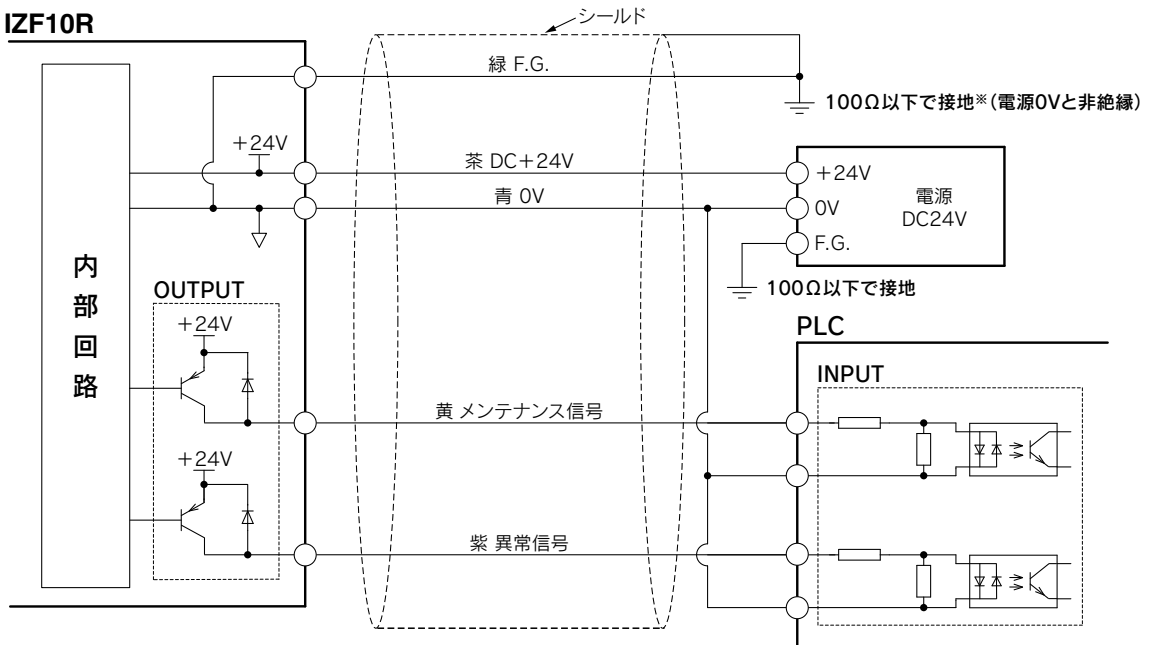 IZF10R
シールド
緑 F.G.
100Ω以下で接地※(電源0Vと非絶縁)
+24V
茶 DC+24V
+24V
青 0V
0V
電源
DC24V
F.G.
100Ω以下で接地
内部回路
OUTPUT
+24V
PLC
INPUT
黄 メンテナンス信号
+24V
紫 異常信号